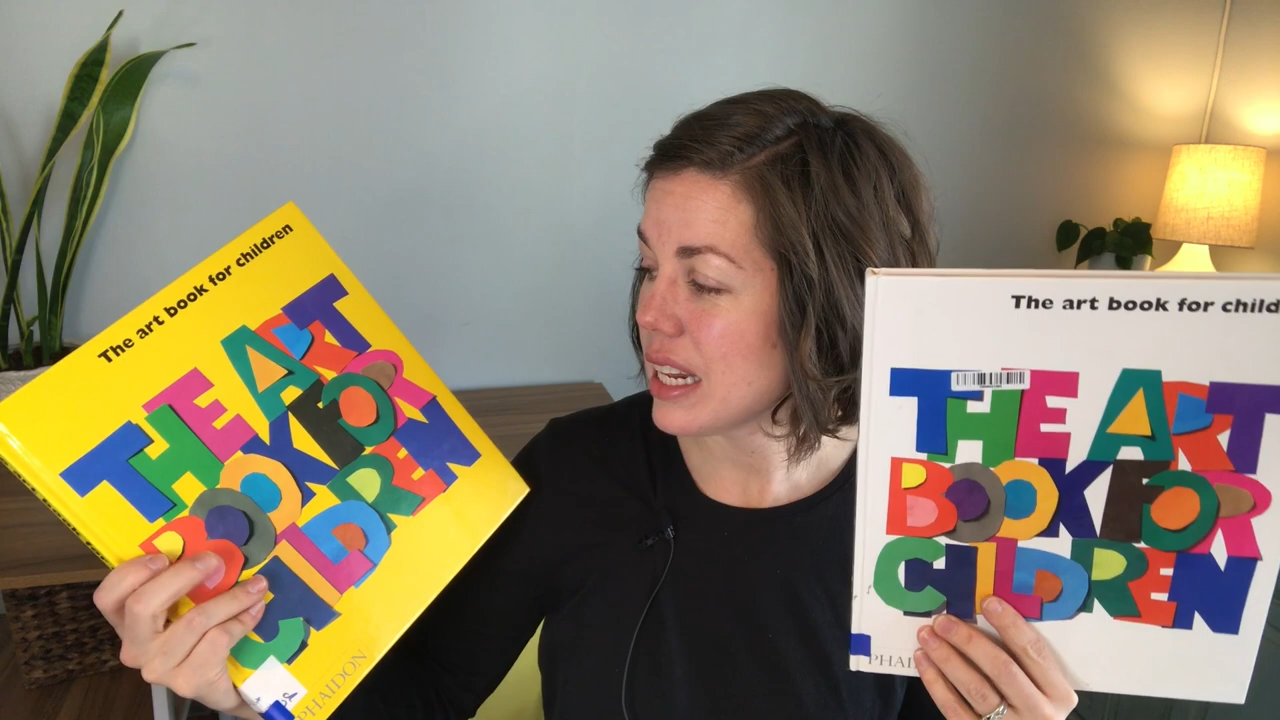 The art book for children
THE ART
BOOK FOR
CHILDREN
PHAIDON
The art book for child
THE ART
BOOK FOR
CHILDREN
PHAI